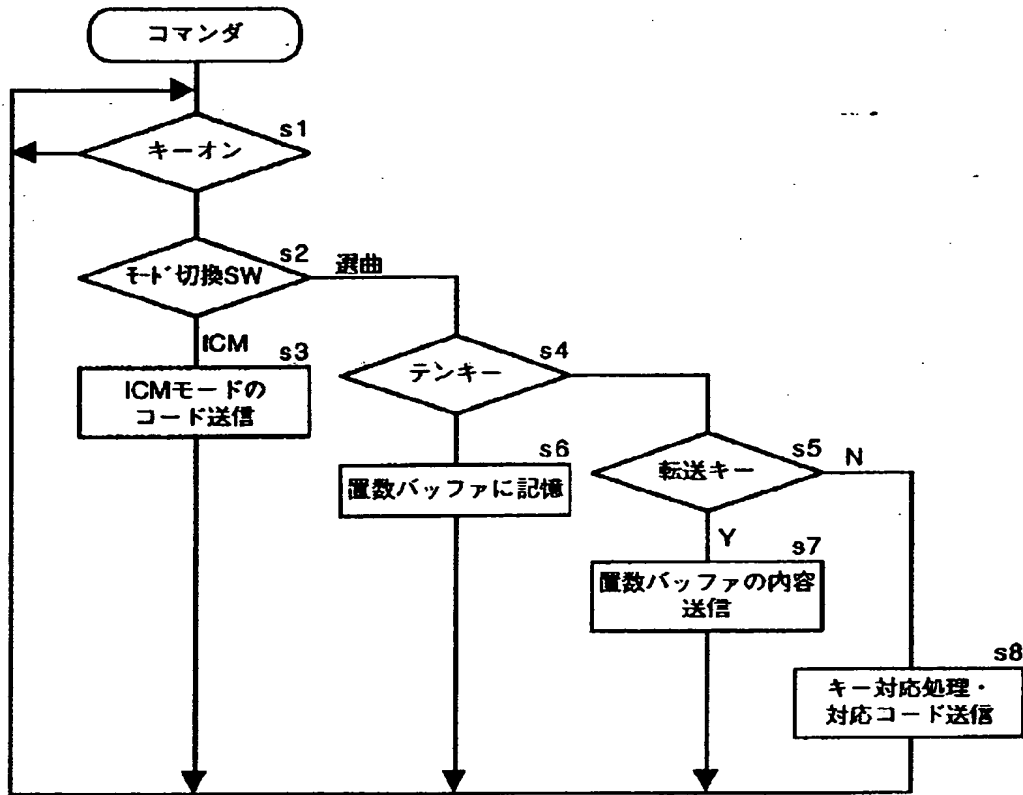 コマンダ
s1
キーオン
s2
モード切換SW
選曲
ICM
s3
ICMモードの
コード送信
s4
テンキー
s6
置数バッファに記憶
s5
転送キー
N
Y
s7
置数バッファの内容
送信
s8
キー対応処理・
対応コード送信